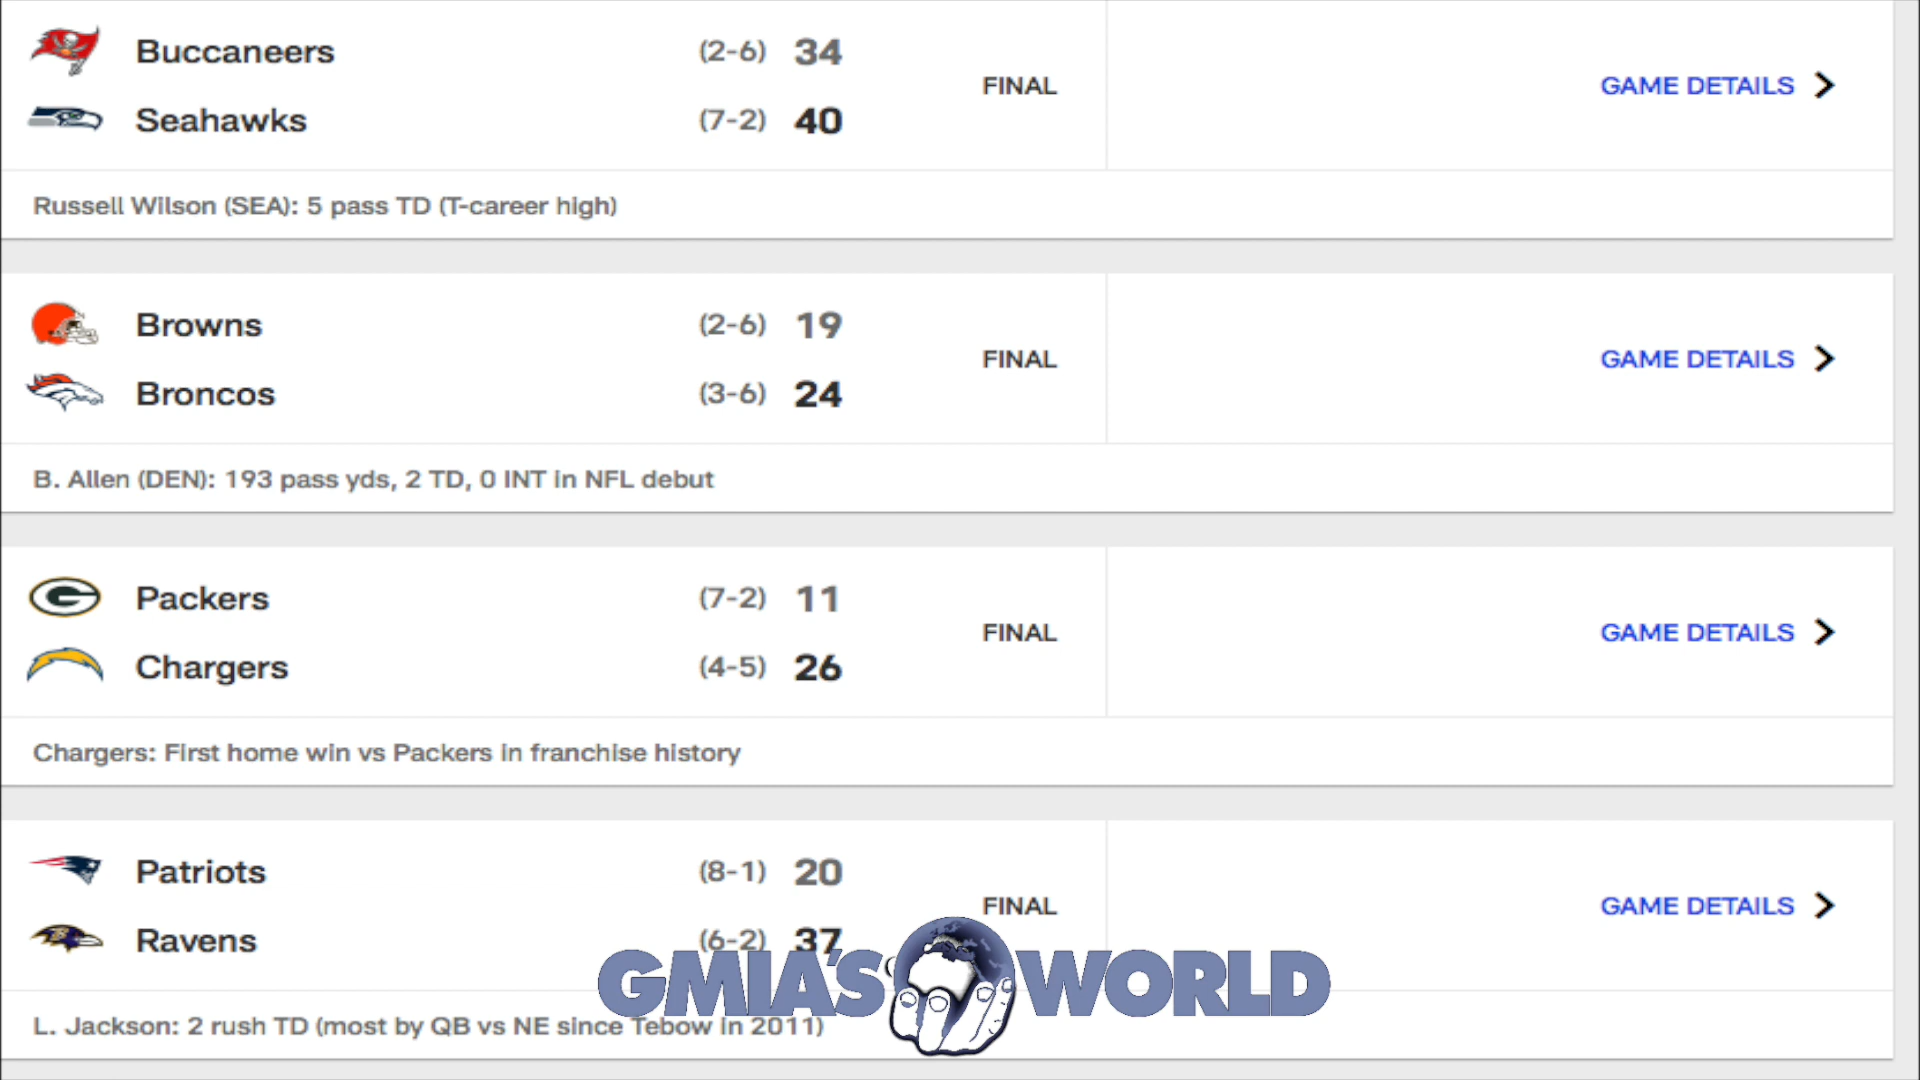 Buccaneers (2-6) 34
FINAL
GAME DETAILS
Seahawks (7-2) 40
Russell Wilson (SEA): 5 pass TD (T-career high)
Browns (2-6) 19
FINAL
GAME DETAILS
Broncos (3-6) 24
B. Allen (DEN): 193 pass yds, 2 TD, 0 INT in NFL debut
Packers (7-2) 11
FINAL
GAME DETAILS
Chargers (4-5) 26
Chargers: First home win vs Packers in franchise history
Patriots (8-1) 20
FINAL
GAME DETAILS
Ravens (6-2) 37
GMIA'S WORLD
L. Jackson: 2 rush TD (most by QB vs NE since Tebow in 2011)